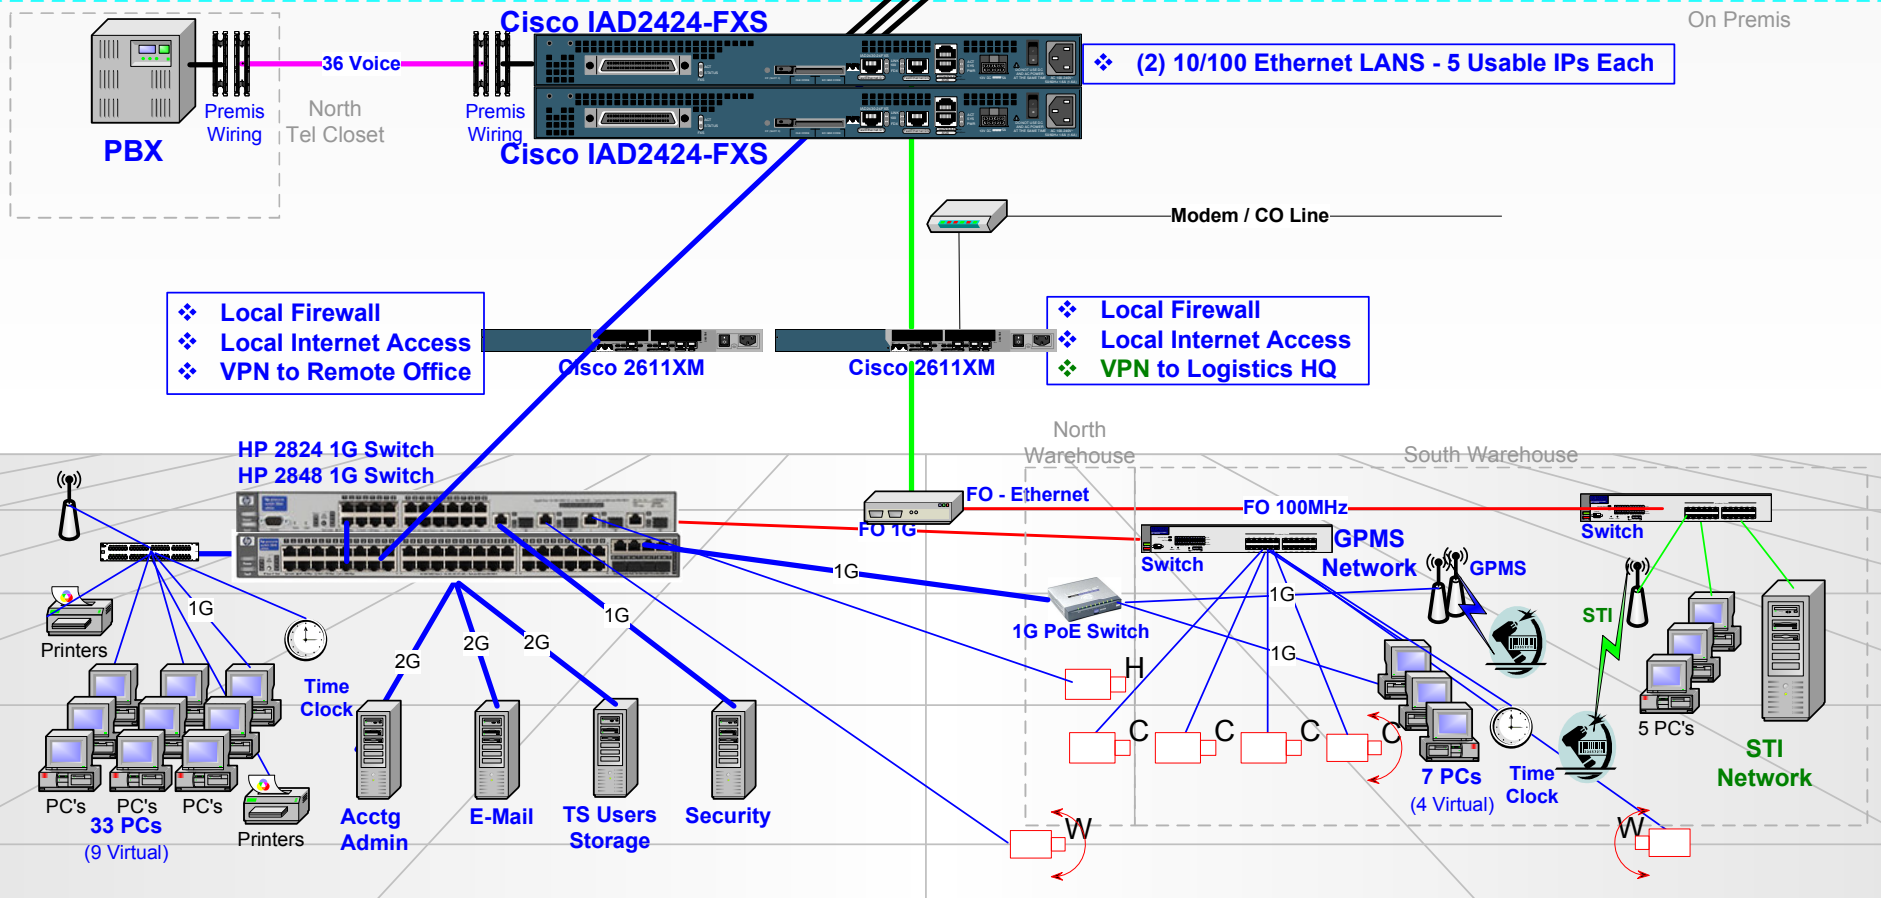 On Premis
Cisco IAD2424-FXS
36 Voice
Premis
Wiring
North
Tel Closet
Premis
Wiring
PBX
Cisco IAD2424-FXS
❖ (2) 10/100 Ethernet LANS - 5 Usable IPs Each
Modem / CO Line
❖ Local Firewall
❖ Local Internet Access
❖ VPN to Remote Office
Cisco 2611XM
Cisco 2611XM
❖ Local Firewall
❖ Local Internet Access
❖ VPN to Logistics HQ
North
Warehouse
South Warehouse
HP 2824 1G Switch
HP 2848 1G Switch
FO - Ethernet
FO 100MHz
FO 1G
Switch
GPMS
Network
Switch
GPMS
1G
1G
1G
1G
1G PoE Switch
1G
STI
Printers
2G
2G
2G
H
C
C
C
C
W
W
Time
Clock
PC's
PC's
PC's
33 PCs
(9 Virtual)
Printers
Acctg
Admin
E-Mail
TS Users
Storage
Security
7 PCs
(4 Virtual)
Time
Clock
5 PC's
STI
Network